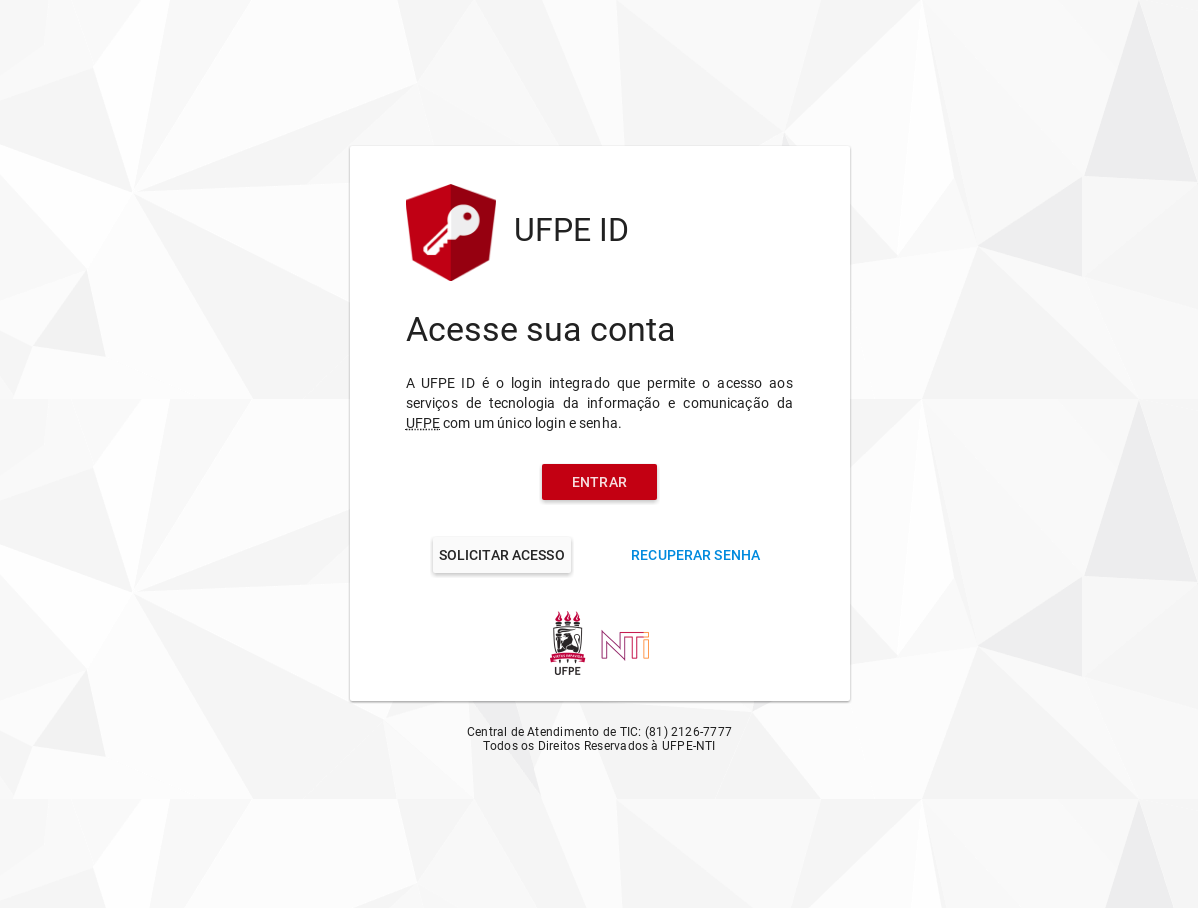 UFPE ID
Acesse sua conta
A UFPE ID é o login integrado que permite o acesso aos
serviços de tecnologia da informação e comunicação da
UFPE com um único login e senha.
ENTRAR
SOLICITAR ACESSO
RECUPERAR SENHA
UFPE
NTi
Central de Atendimento de TIC: (81) 2126-7777
Todos os Direitos Reservados à UFPE-NTI